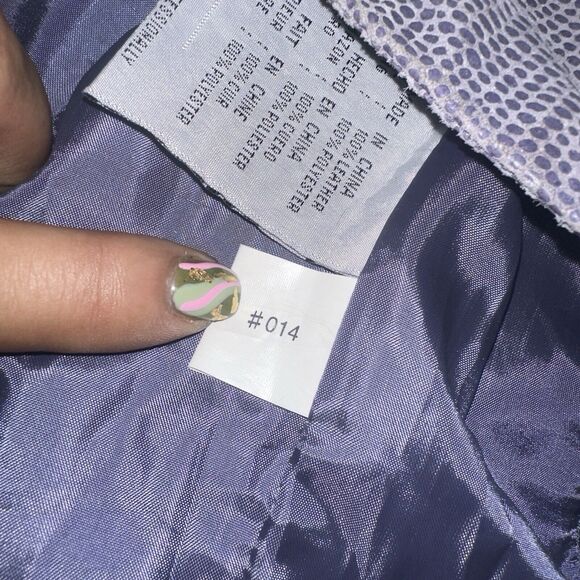 IN CHINA
100% LEATHER
100% POLYESTER
HECHO EN CHINA
100% CUERO
100% POLIESTER
FAIT EN CHINE
100% CUIR
100% POLYESTER
#014